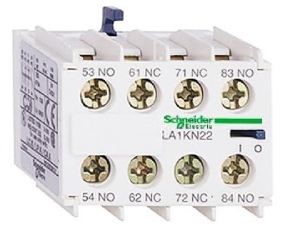 53 NO 61 NC 71 NC 83 NO
Schneider
Electric
LA1KN22
I O
54 NO 62 NC 72 NC 84 NO